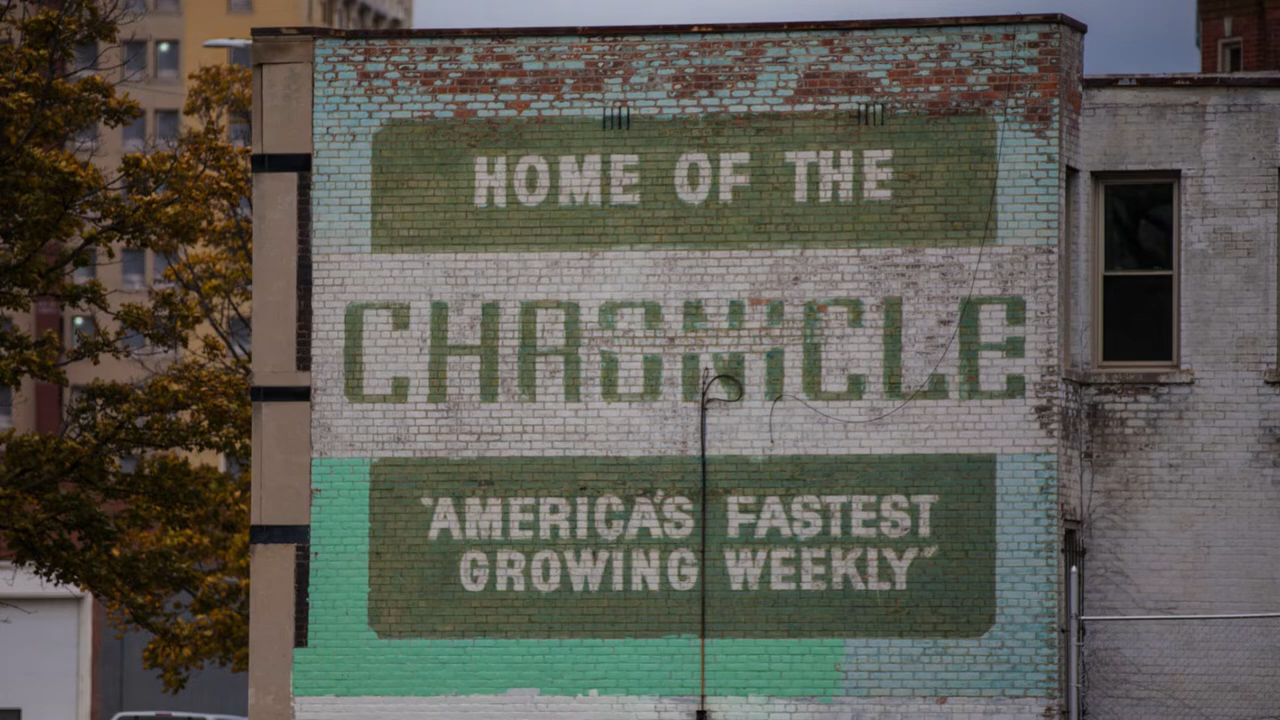 HOME OF THE
CHRONICLE
"AMERICA'S FASTEST
GROWING WEEKLY"